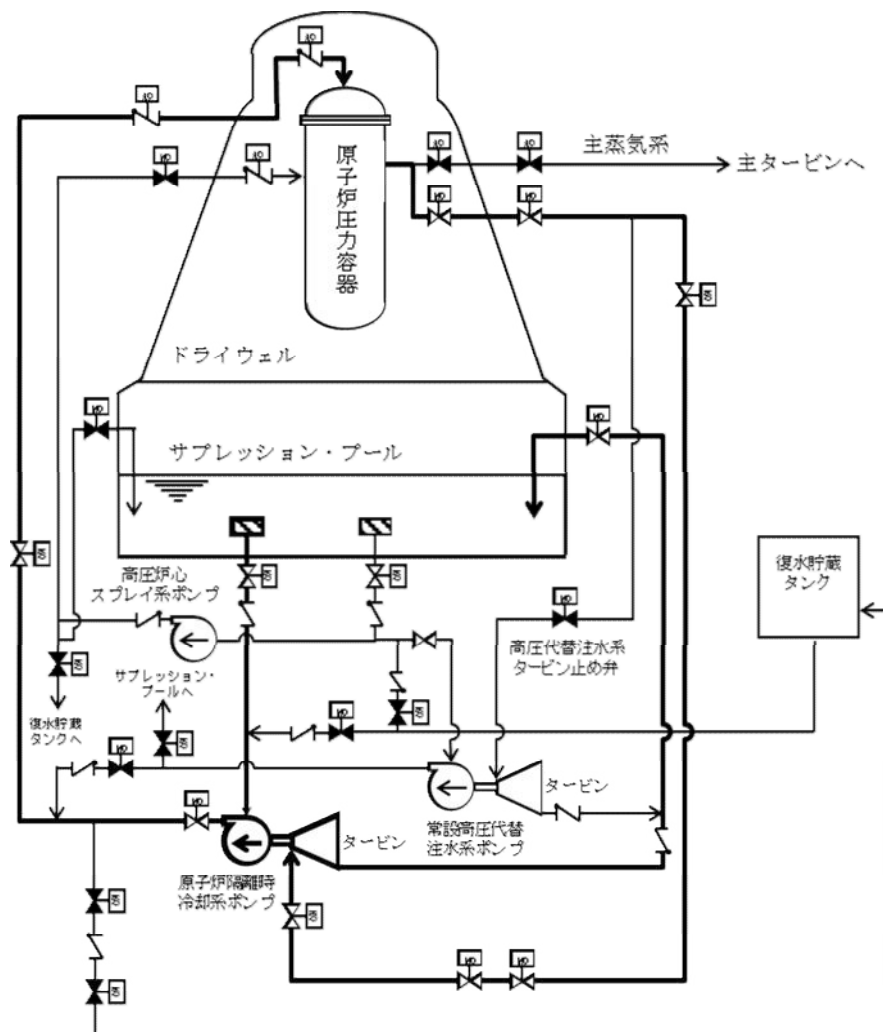 主蒸気系
主タービンへ
原子炉圧力容器
ドライウェル
サプレッション・プール
復水貯蔵
タンク
高圧炉心
スプレイ系ポンプ
高圧代替注水系
タービン止め弁
サプレッション・
プールへ
復水貯蔵
タンクへ
タービン
常設高圧代替
注水系ポンプ
タービン
原子炉隔離時
冷却系ポンプ